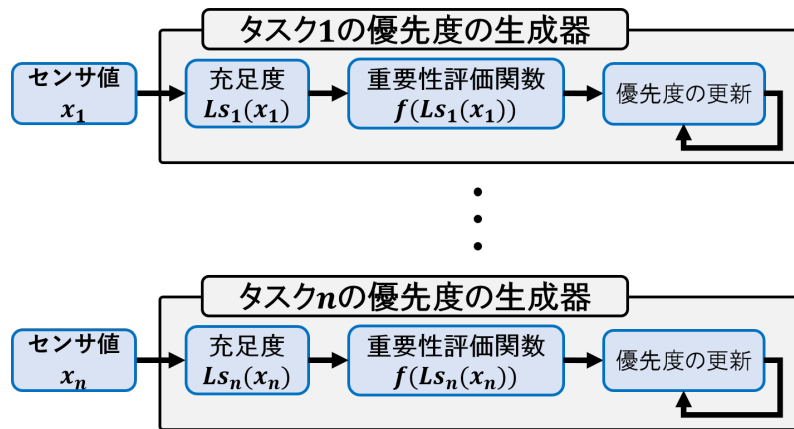 タスク1の優先度の生成器
センサ値
x₁
充足度
Ls₁(x₁)
重要性評価関数
f(Ls₁(x₁))
優先度の更新
タスクnの優先度の生成器
センサ値
xₙ
充足度
Lsₙ(xₙ)
重要性評価関数
f(Lsₙ(xₙ))
優先度の更新